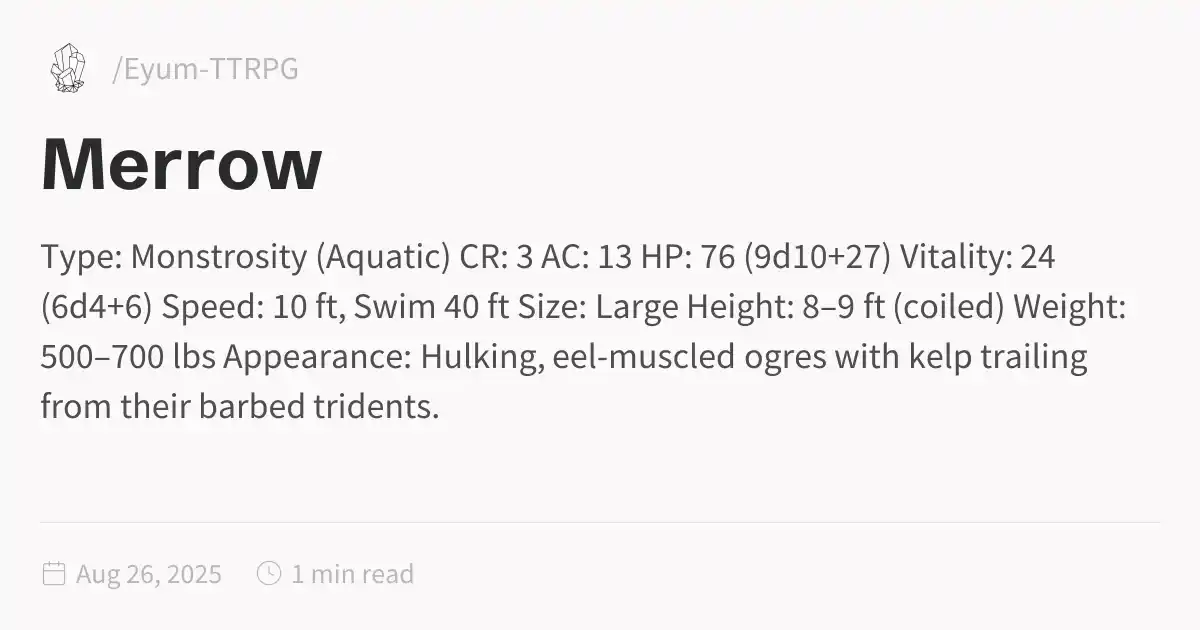 /Eyum-TTRPG
Merrow
Type: Monstrosity (Aquatic) CR: 3 AC: 13 HP: 76 (9d10+27) Vitality: 24
(6d4+6) Speed: 10 ft, Swim 40 ft Size: Large Height: 8–9 ft (coiled) Weight:
500–700 lbs Appearance: Hulking, eel-muscled ogres with kelp trailing
from their barbed tridents.
Aug 26, 2025 1 min read